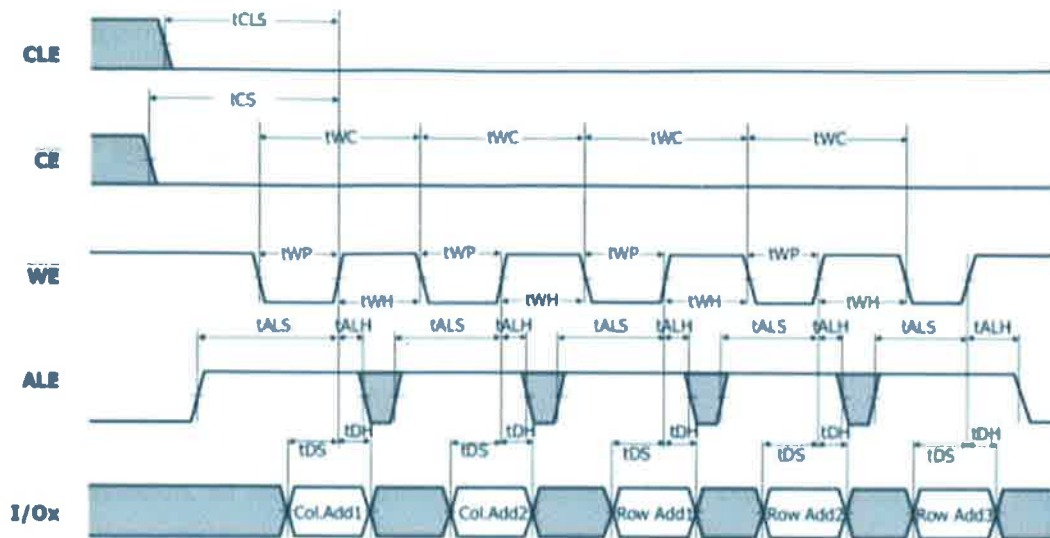 tCLS
CLE
tCS
tWC tWC tWC tWC
CE
tWP tWP tWP tWP
WE
tWH tWH tWH tWH
tALS tALH tALS tALH tALS tALH tALS tALH tALS tALH
ALE
tDS tDH tDS tDH tDS tDH tDS tDH tDS tDH
I/Ox Col.Add1 Col.Add2 Row Add1 Row Add2 Row Add3